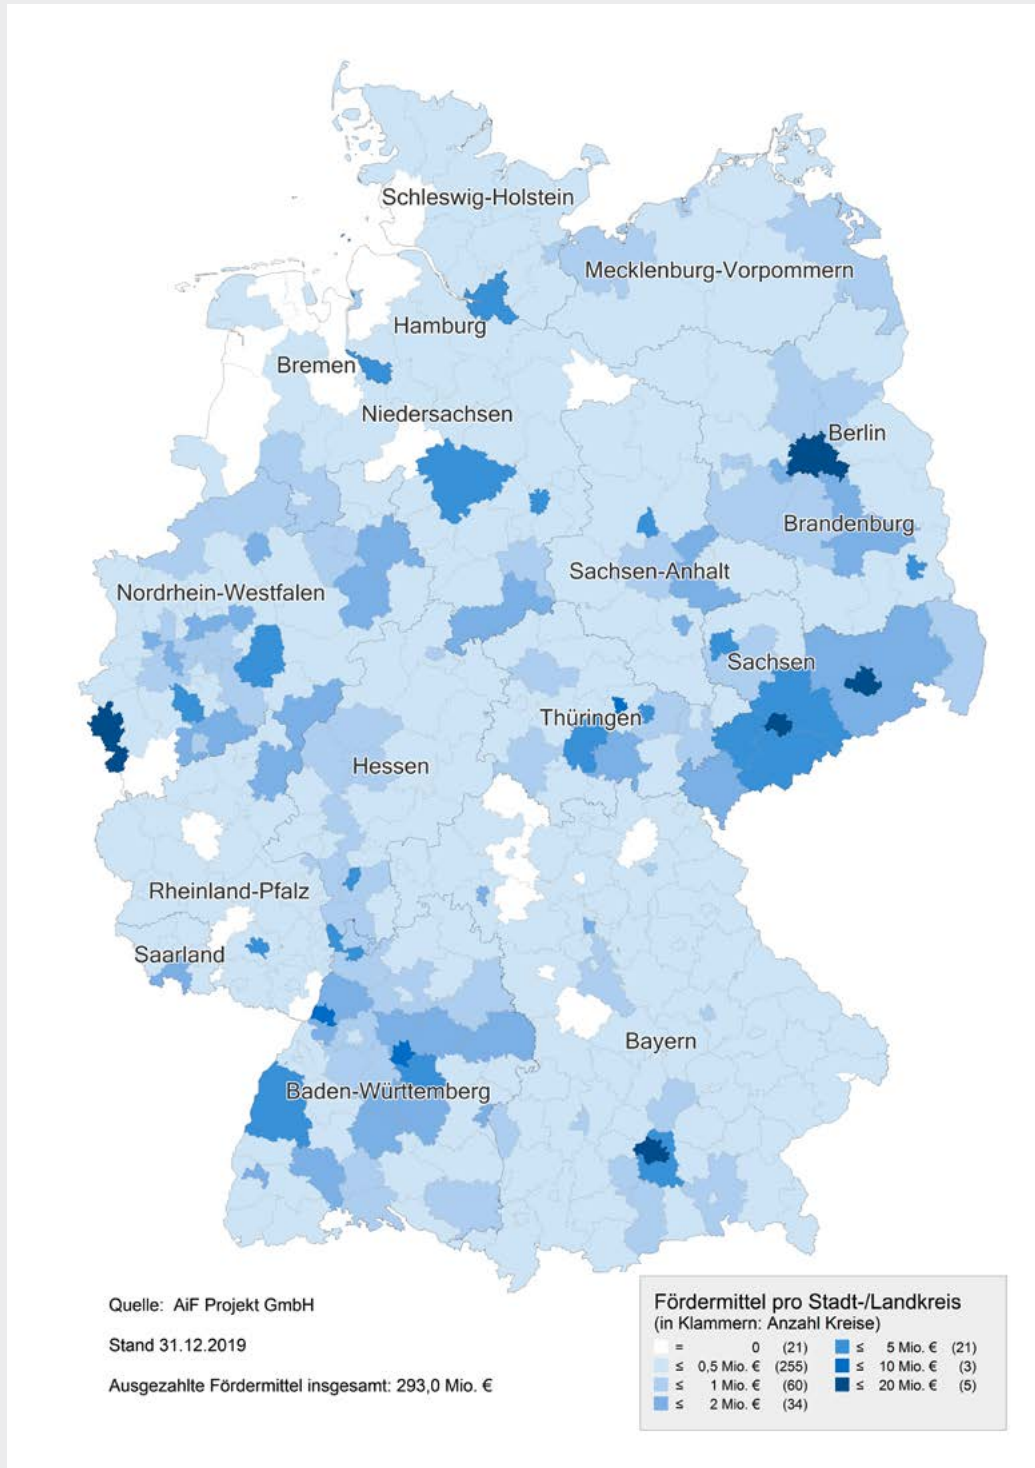 Schleswig-Holstein
Mecklenburg-Vorpommern
Hamburg
Bremen
Niedersachsen
Berlin
Brandenburg
Sachsen-Anhalt
Nordrhein-Westfalen
Sachsen
Thüringen
Hessen
Rheinland-Pfalz
Saarland
Bayern
Baden-Württemberg
Quelle: AiF Projekt GmbH
Stand 31.12.2019
Ausgezahlte Fördermittel insgesamt: 293,0 Mio. €
Fördermittel pro Stadt-/Landkreis
(in Klammern: Anzahl Kreise)
= 0 (21)
≤ 0,5 Mio. € (255)
≤ 1 Mio. € (60)
≤ 2 Mio. € (34)
≤ 5 Mio. € (21)
≤ 10 Mio. € (3)
≤ 20 Mio. € (5)